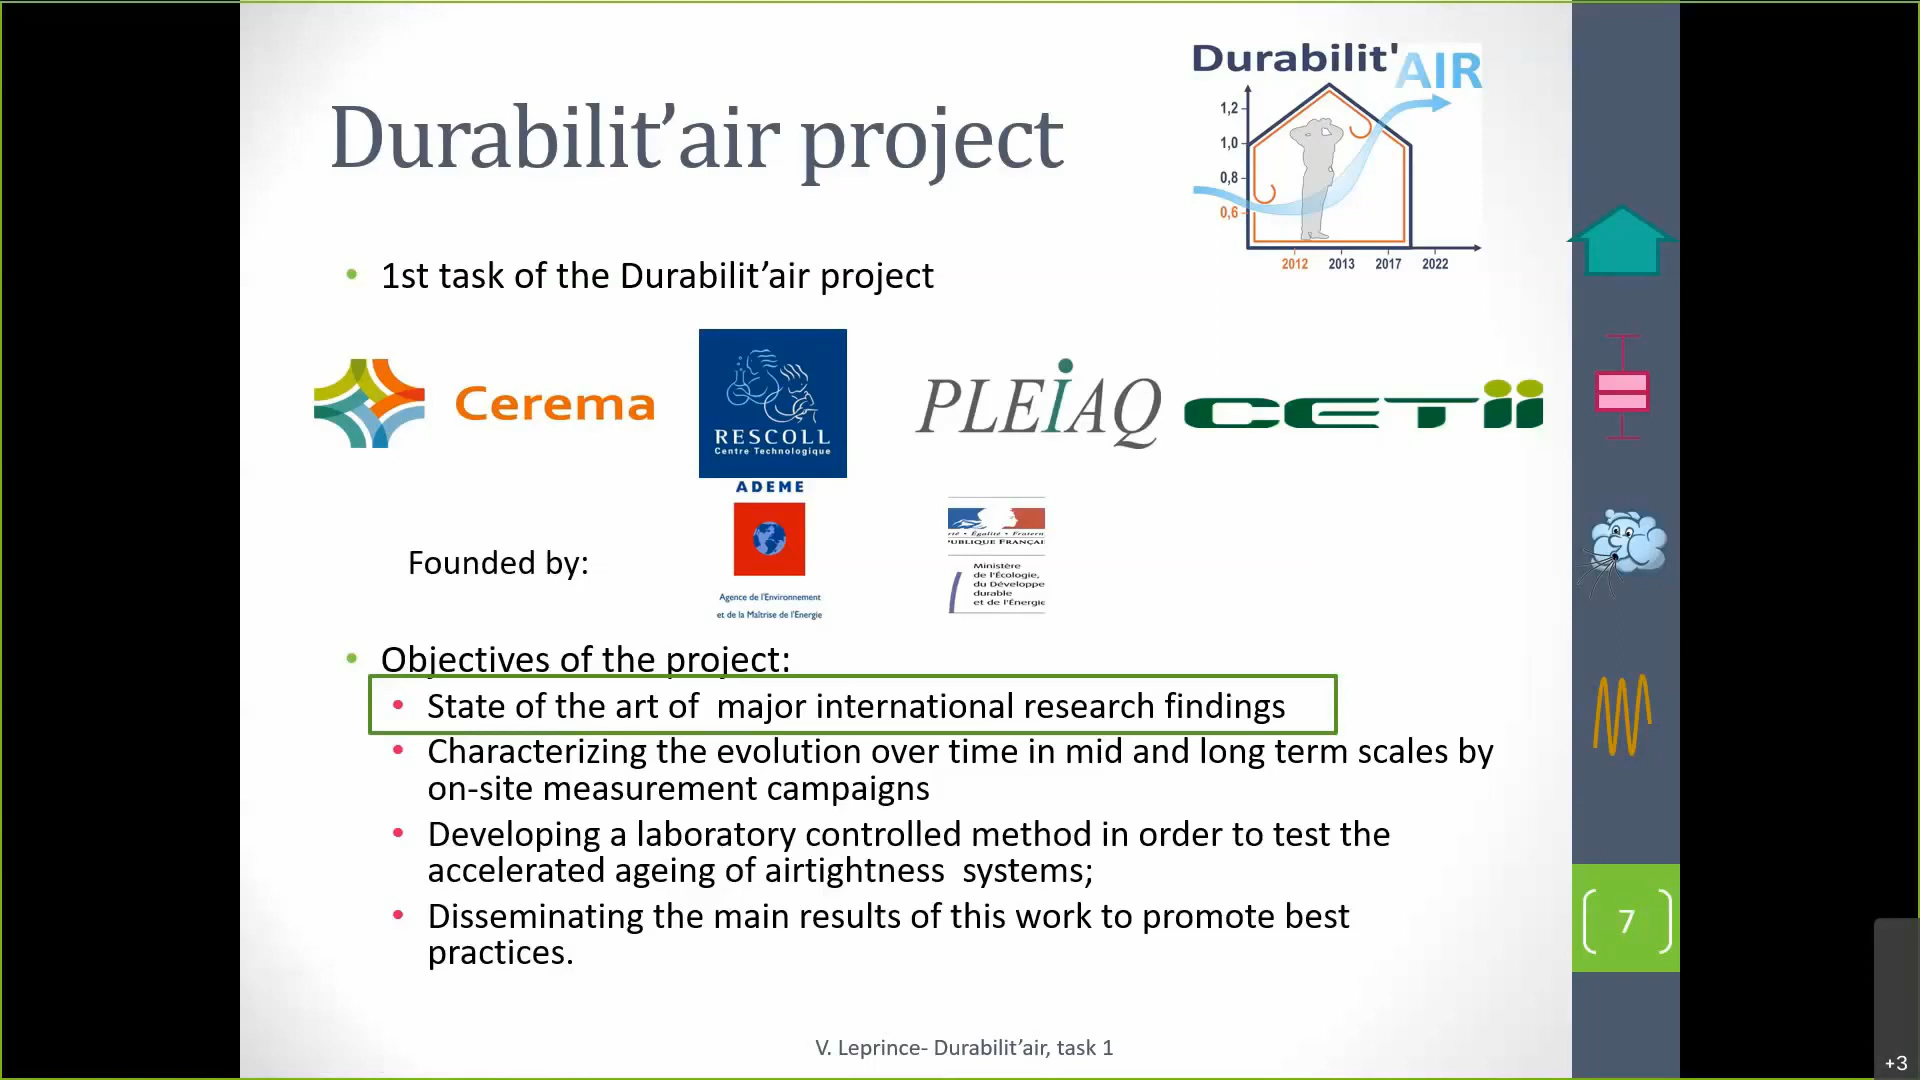 Durabilit'AIR
Durabilit’air project
1,2
1,0
0,8
0,6
2012 2013 2017 2022
1st task of the Durabilit’air project
Cerema
RESCOLL
Centre Technologique
PLEiAQ
CETii
ADEME
Agence de l'Environnement
et de la Maîtrise de l'Energie
Founded by:
Égalité • Fratern
UBLIQUE FRANÇAI
Ministère
de l'Écologie,
du Développe
durable
et de l'Énergie
Objectives of the project:
State of the art of  major international research findings
Characterizing the evolution over time in mid and long term scales by
on-site measurement campaigns
Developing a laboratory controlled method in order to test the
accelerated ageing of airtightness  systems;
Disseminating the main results of this work to promote best
practices.
7
V. Leprince- Durabilit’air, task 1
+3